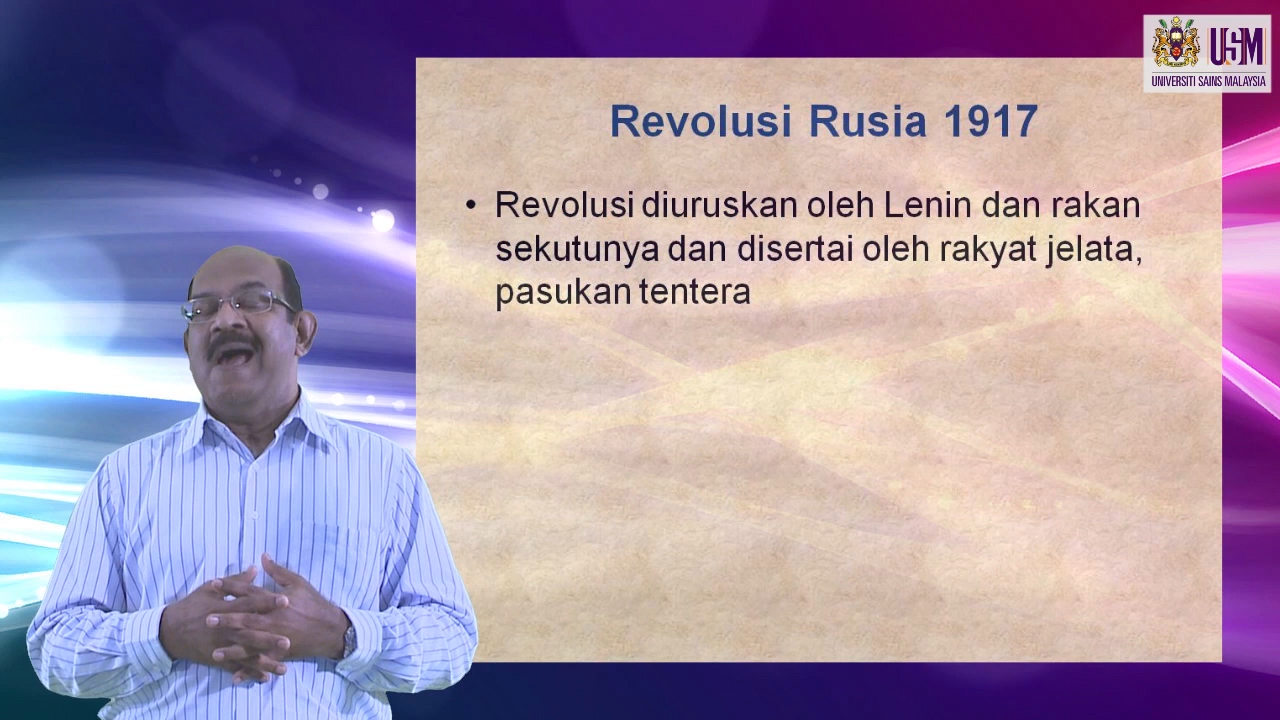 USM
UNIVERSITI SAINS MALAYSIA
Revolusi Rusia 1917
• Revolusi diuruskan oleh Lenin dan rakan
sekutunya dan disertai oleh rakyat jelata,
pasukan tentera